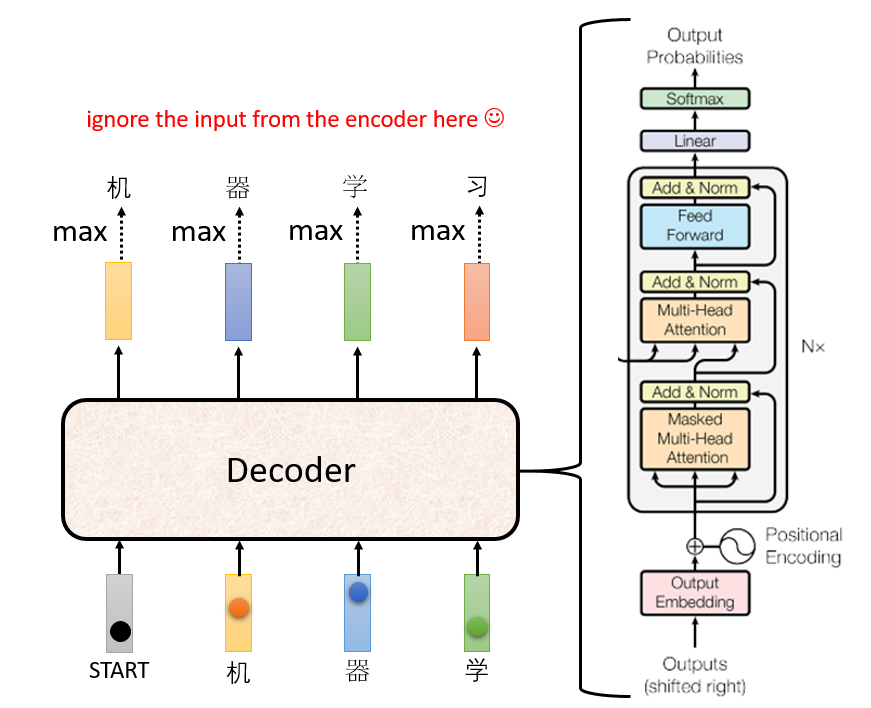 ignore the input from the encoder here ☺
机 器 学 习
max max max max
Decoder
START 机 器 学
Output
Probabilities
Softmax
Linear
Add & Norm
Feed
Forward
Add & Norm
Multi-Head
Attention
N×
Add & Norm
Masked
Multi-Head
Attention
Positional
Encoding
Output
Embedding
Outputs
(shifted right)